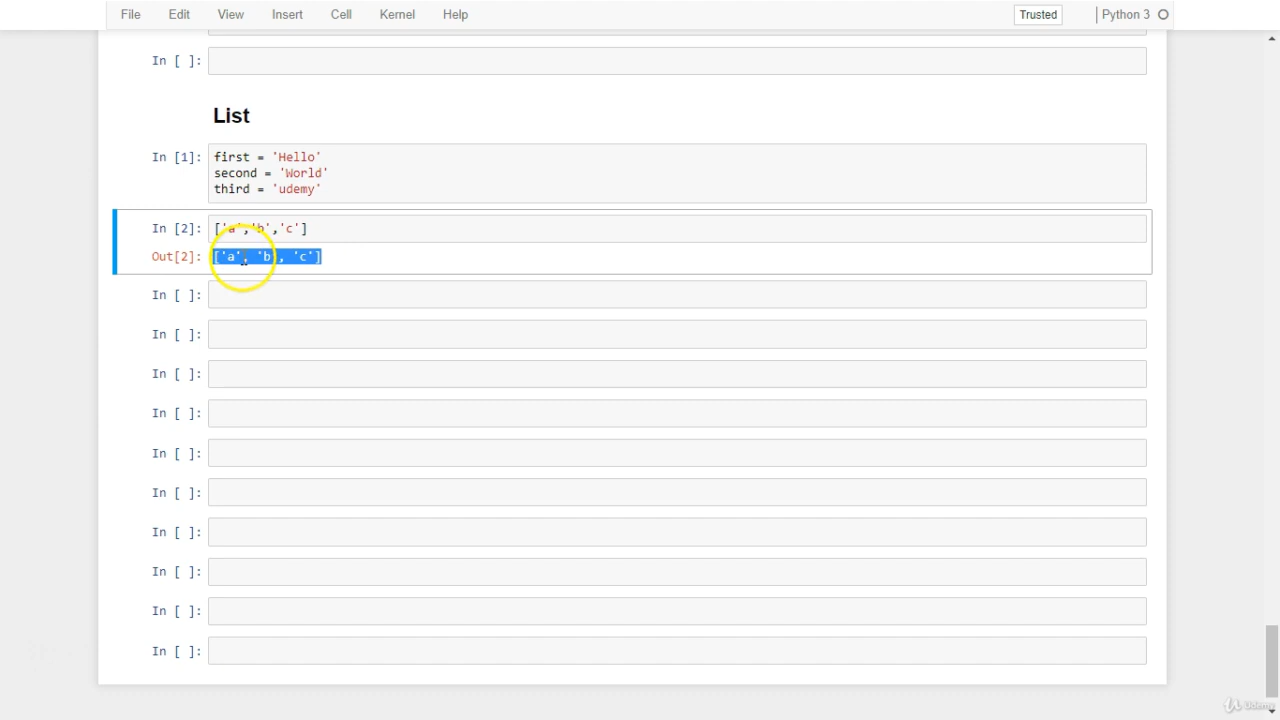 File Edit View Insert Cell Kernel Help Trusted Python 3
In [ ]:
List
In [1]: first = 'Hello'
second = 'World'
third = 'udemy'
In [2]: ['a','b','c']
Out[2]: ['a', 'b', 'c']
In [ ]:
In [ ]:
In [ ]:
In [ ]:
In [ ]:
In [ ]:
In [ ]:
In [ ]:
In [ ]:
In [ ]:
Udemy